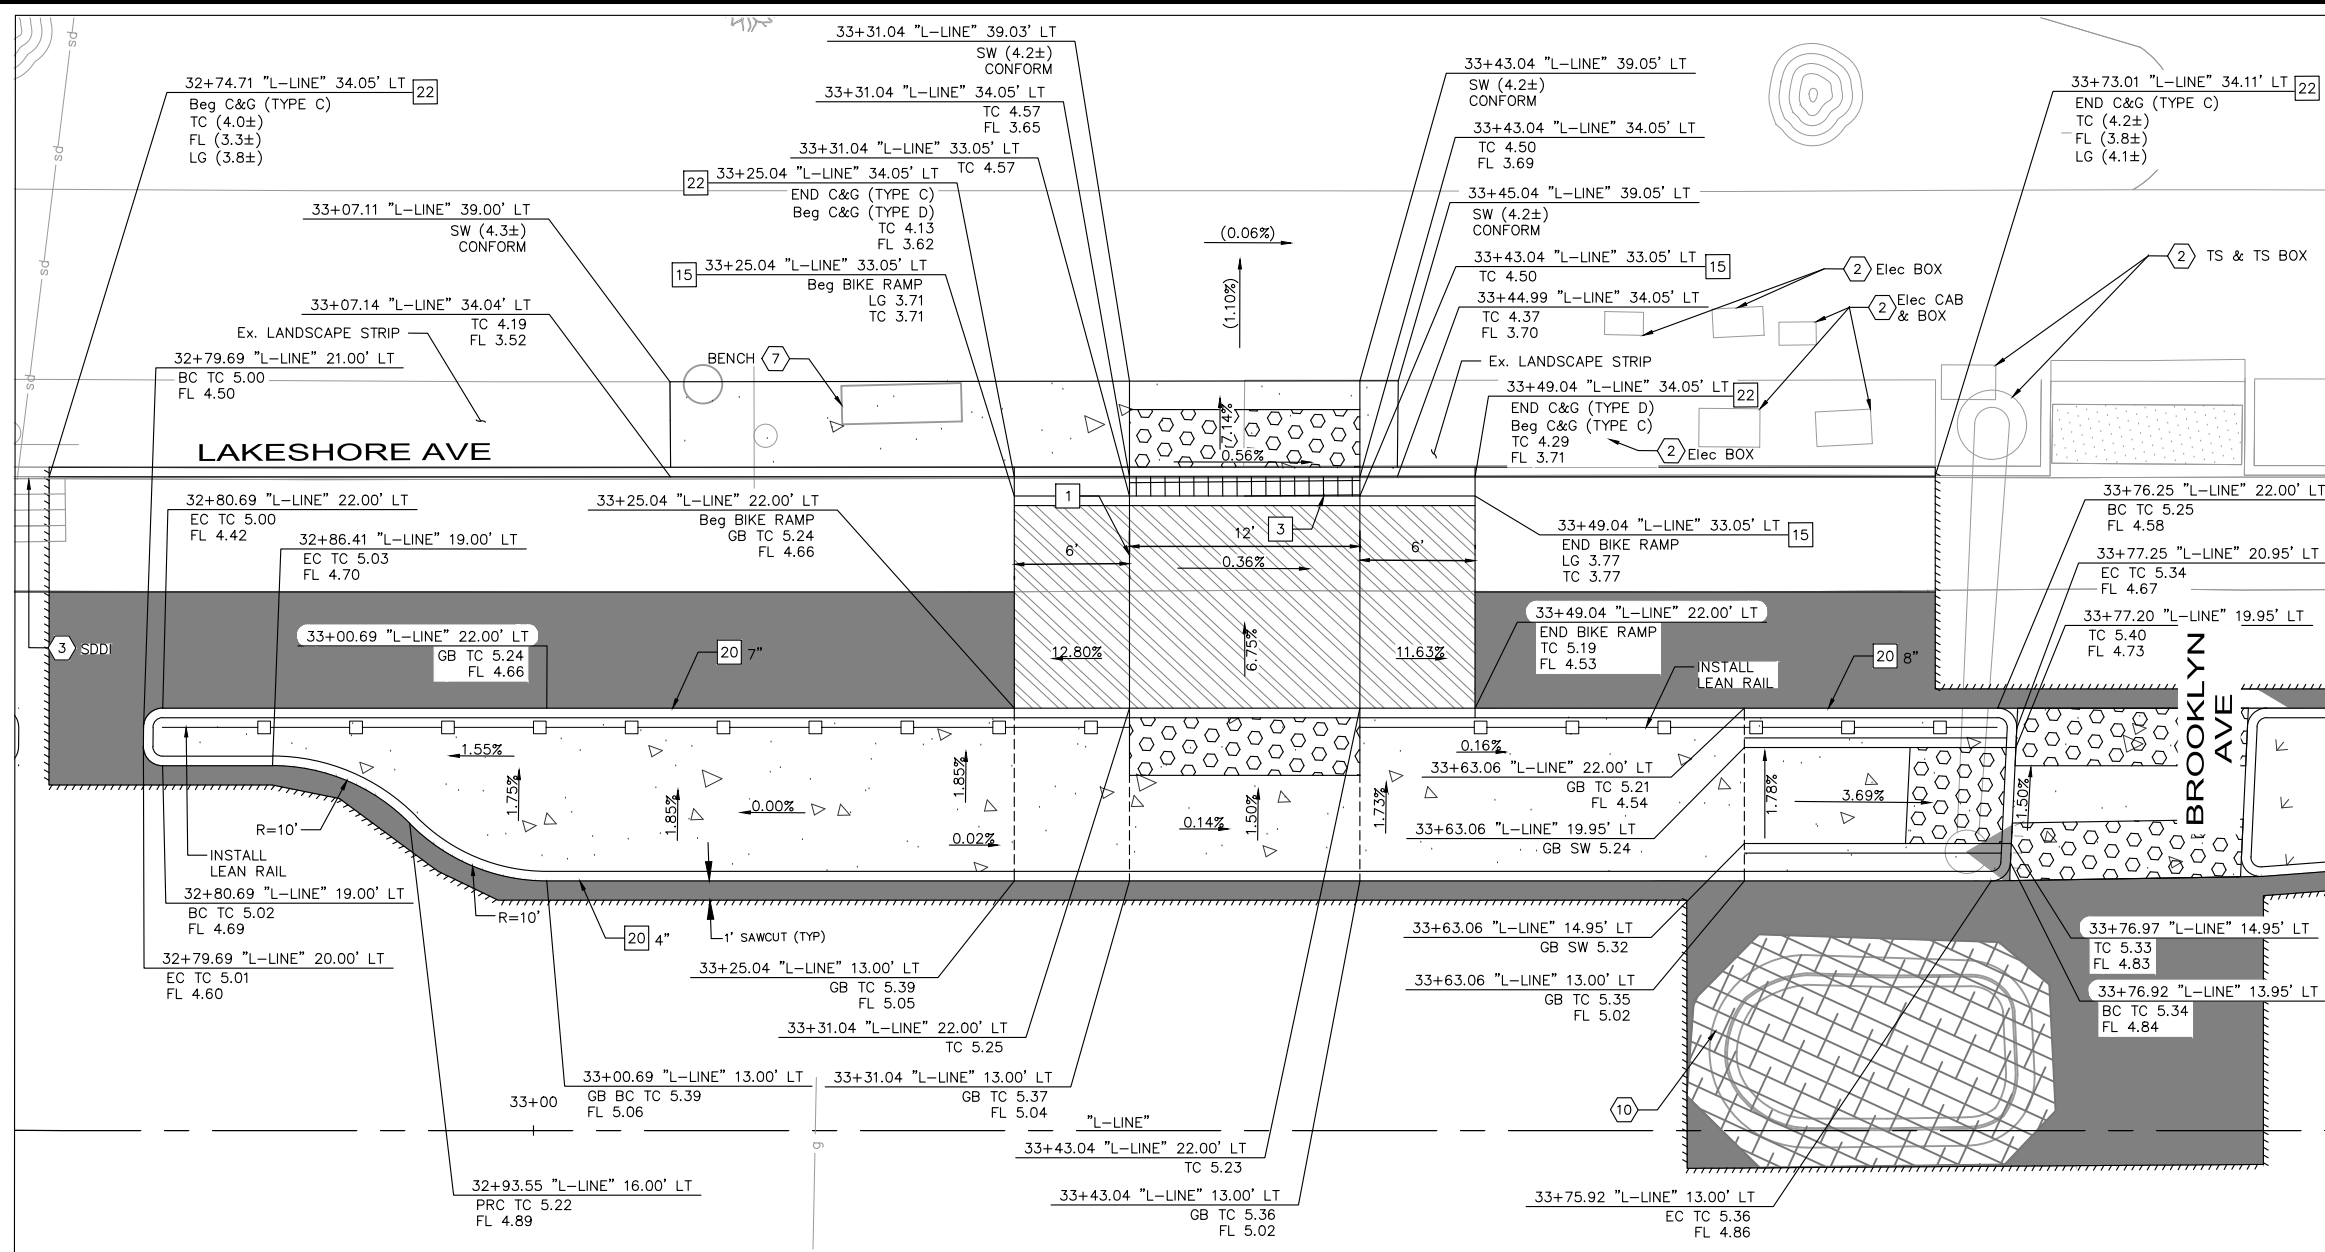 33+31.04 "L-LINE" 39.03' LT
SW (4.2±)
CONFORM
33+43.04 "L-LINE" 39.05' LT
SW (4.2±)
CONFORM
32+74.71 "L-LINE" 34.05' LT 22
Beg C&G (TYPE C)
TC (4.0±)
FL (3.3±)
LG (3.8±)
33+73.01 "L-LINE" 34.11' LT 22
END C&G (TYPE C)
TC (4.2±)
FL (3.8±)
LG (4.1±)
33+31.04 "L-LINE" 34.05' LT
TC 4.57
FL 3.65
33+43.04 "L-LINE" 34.05' LT
TC 4.50
FL 3.69
33+31.04 "L-LINE" 33.05' LT
TC 4.57
22 33+25.04 "L-LINE" 34.05' LT
END C&G (TYPE C)
Beg C&G (TYPE D)
TC 4.13
FL 3.62
33+45.04 "L-LINE" 39.05' LT
SW (4.2±)
CONFORM
33+07.11 "L-LINE" 39.00' LT
SW (4.3±)
CONFORM
(0.06%)
(1.10%)
15 33+25.04 "L-LINE" 33.05' LT
Beg BIKE RAMP
LG 3.71
TC 3.71
33+43.04 "L-LINE" 33.05' LT 15
TC 4.50
2 Elec BOX
2 TS & TS BOX
33+07.14 "L-LINE" 34.04' LT
TC 4.19
FL 3.52
33+44.99 "L-LINE" 34.05' LT
TC 4.37
FL 3.70
2 Elec CAB
& BOX
Ex. LANDSCAPE STRIP
32+79.69 "L-LINE" 21.00' LT
BC TC 5.00
FL 4.50
BENCH 7
Ex. LANDSCAPE STRIP
33+49.04 "L-LINE" 34.05' LT 22
END C&G (TYPE D)
Beg C&G (TYPE C)
TC 4.29
FL 3.71
2 Elec BOX
7.14%
0.56%
LAKESHORE AVE
sd
sd
sd
sd
32+80.69 "L-LINE" 22.00' LT
EC TC 5.00
FL 4.42
33+25.04 "L-LINE" 22.00' LT
Beg BIKE RAMP
GB TC 5.24
FL 4.66
1
3
12'
6'
6'
0.36%
33+49.04 "L-LINE" 33.05' LT 15
END BIKE RAMP
LG 3.77
TC 3.77
33+76.25 "L-LINE" 22.00' LT
BC TC 5.25
FL 4.58
32+86.41 "L-LINE" 19.00' LT
EC TC 5.03
FL 4.70
33+77.25 "L-LINE" 20.95' LT
EC TC 5.34
FL 4.67
33+77.20 "L-LINE" 19.95' LT
TC 5.40
FL 4.73
33+00.69 "L-LINE" 22.00' LT
GB TC 5.24
FL 4.66
3 SDDI
20 7"
12.80%
6.75%
11.63%
33+49.04 "L-LINE" 22.00' LT
END BIKE RAMP
TC 5.19
FL 4.53
INSTALL
LEAN RAIL
20 8"
BROOKLYN
AVE
1.55%
1.75%
1.85%
0.00%
1.85%
0.02%
0.14%
1.50%
1.73%
0.16%
33+63.06 "L-LINE" 22.00' LT
GB TC 5.21
FL 4.54
1.78%
3.69%
1.50%
33+63.06 "L-LINE" 19.95' LT
GB SW 5.24
R=10'
INSTALL
LEAN RAIL
32+80.69 "L-LINE" 19.00' LT
BC TC 5.02
FL 4.69
R=10'
20 4"
1' SAWCUT (TYP)
32+79.69 "L-LINE" 20.00' LT
EC TC 5.01
FL 4.60
33+25.04 "L-LINE" 13.00' LT
GB TC 5.39
FL 5.05
33+63.06 "L-LINE" 14.95' LT
GB SW 5.32
33+63.06 "L-LINE" 13.00' LT
GB TC 5.35
FL 5.02
33+76.97 "L-LINE" 14.95' LT
TC 5.33
FL 4.83
33+76.92 "L-LINE" 13.95' LT
BC TC 5.34
FL 4.84
33+31.04 "L-LINE" 22.00' LT
TC 5.25
33+00.69 "L-LINE" 13.00' LT
GB BC TC 5.39
FL 5.06
33+31.04 "L-LINE" 13.00' LT
GB TC 5.37
FL 5.04
33+00
10
"L-LINE"
g
33+43.04 "L-LINE" 22.00' LT
TC 5.23
32+93.55 "L-LINE" 16.00' LT
PRC TC 5.22
FL 4.89
33+43.04 "L-LINE" 13.00' LT
GB TC 5.36
FL 5.02
33+75.92 "L-LINE" 13.00' LT
EC TC 5.36
FL 4.86